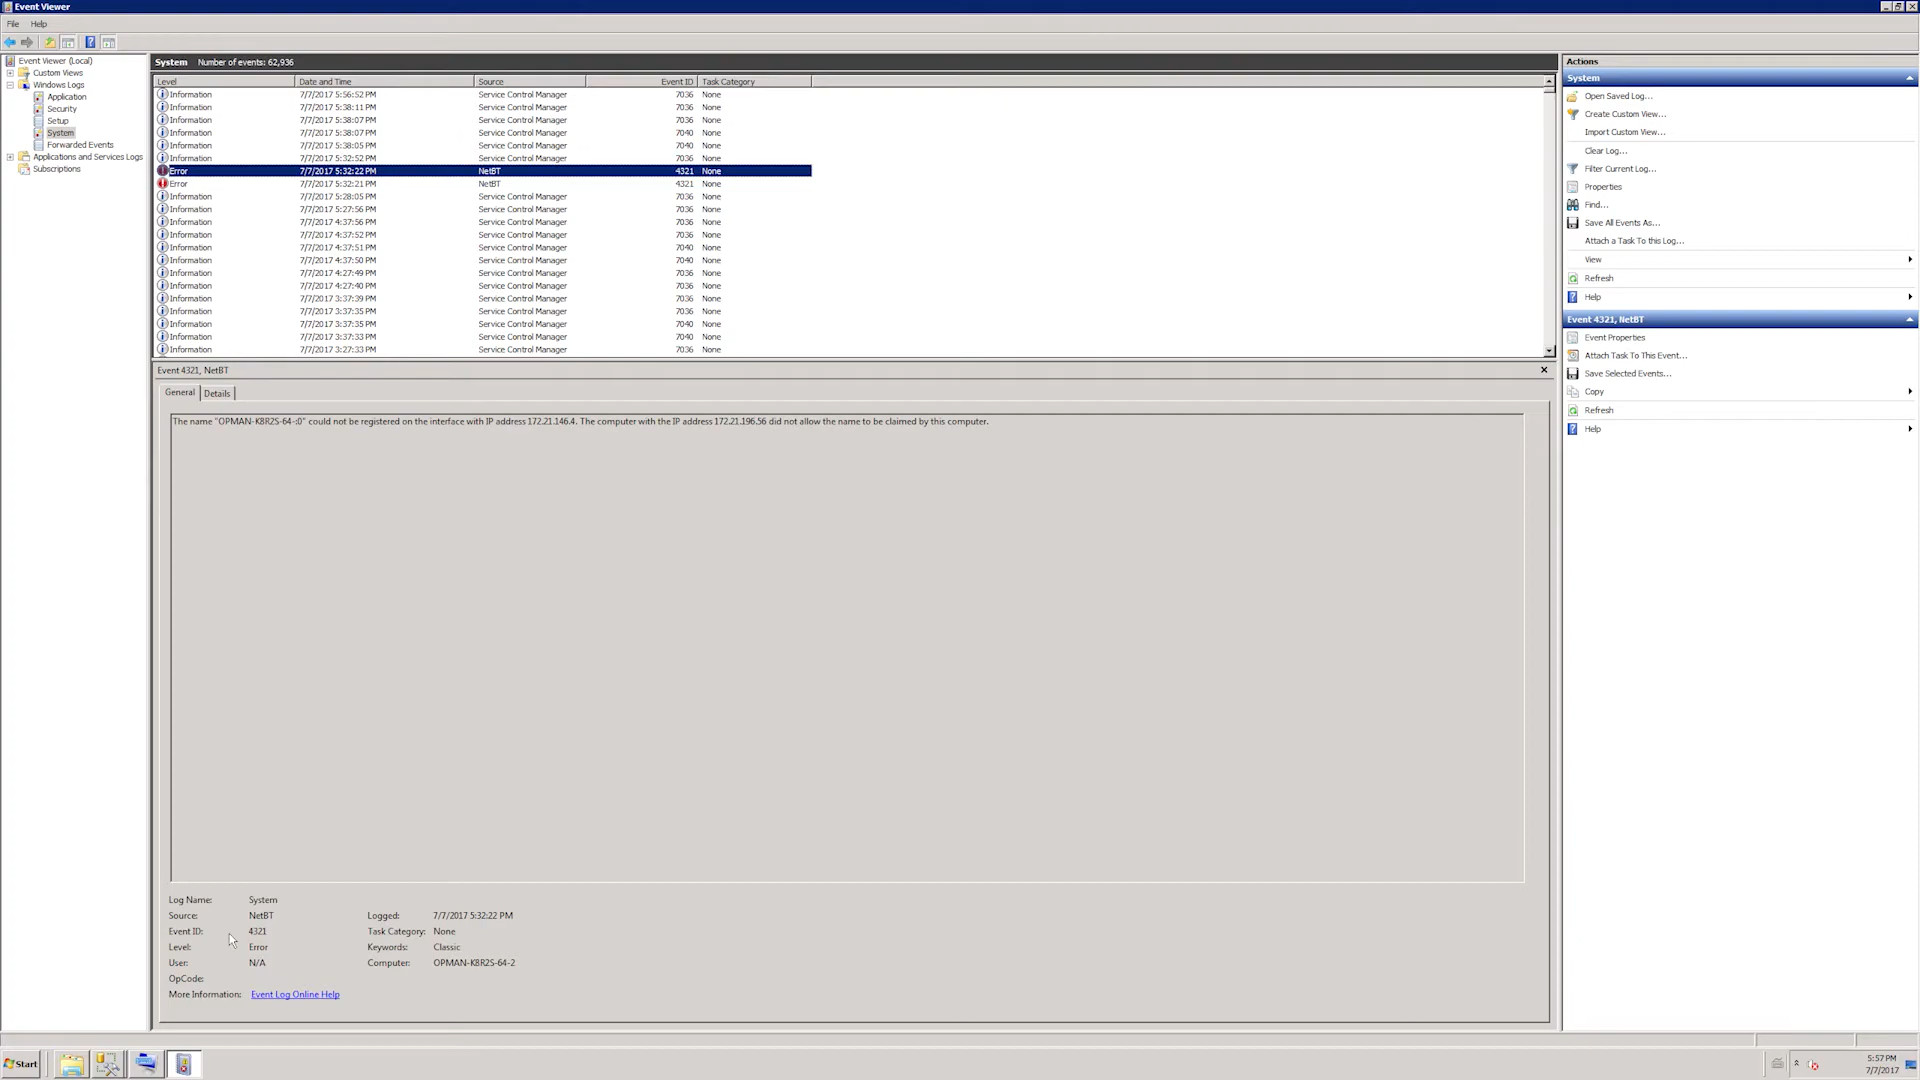 Event Viewer
File Help
Event Viewer (Local)
Custom Views
Windows Logs
Application
Security
Setup
System
Forwarded Events
Applications and Services Logs
Subscriptions
System Number of events: 62,936
Level Date and Time Source Event ID Task Category
Information 7/7/2017 5:56:52 PM Service Control Manager 7036 None
Information 7/7/2017 5:38:11 PM Service Control Manager 7036 None
Information 7/7/2017 5:38:07 PM Service Control Manager 7036 None
Information 7/7/2017 5:38:07 PM Service Control Manager 7040 None
Information 7/7/2017 5:38:05 PM Service Control Manager 7040 None
Information 7/7/2017 5:32:52 PM Service Control Manager 7036 None
Error 7/7/2017 5:32:22 PM NetBT 4321 None
Error 7/7/2017 5:32:21 PM NetBT 4321 None
Information 7/7/2017 5:28:05 PM Service Control Manager 7036 None
Information 7/7/2017 5:27:56 PM Service Control Manager 7036 None
Information 7/7/2017 4:37:56 PM Service Control Manager 7036 None
Information 7/7/2017 4:37:52 PM Service Control Manager 7036 None
Information 7/7/2017 4:37:51 PM Service Control Manager 7040 None
Information 7/7/2017 4:37:50 PM Service Control Manager 7040 None
Information 7/7/2017 4:27:49 PM Service Control Manager 7036 None
Information 7/7/2017 4:27:40 PM Service Control Manager 7036 None
Information 7/7/2017 3:37:39 PM Service Control Manager 7036 None
Information 7/7/2017 3:37:35 PM Service Control Manager 7036 None
Information 7/7/2017 3:37:35 PM Service Control Manager 7040 None
Information 7/7/2017 3:37:33 PM Service Control Manager 7040 None
Information 7/7/2017 3:27:33 PM Service Control Manager 7036 None
Event 4321, NetBT
General Details
The name "OPMAN-K8R2S-64-:0" could not be registered on the interface with IP address 172.21.146.4. The computer with the IP address 172.21.196.56 did not allow the name to be claimed by this computer.
Log Name: System
Source: NetBT Logged: 7/7/2017 5:32:22 PM
Event ID: 4321 Task Category: None
Level: Error Keywords: Classic
User: N/A Computer: OPMAN-K8R2S-64-2
OpCode:
More Information: Event Log Online Help
Actions
System
Open Saved Log...
Create Custom View...
Import Custom View...
Clear Log...
Filter Current Log...
Properties
Find...
Save All Events As...
Attach a Task To this Log...
View
Refresh
Help
Event 4321, NetBT
Event Properties
Attach Task To This Event...
Save Selected Events...
Copy
Refresh
Help
Start
5:57 PM
7/7/2017